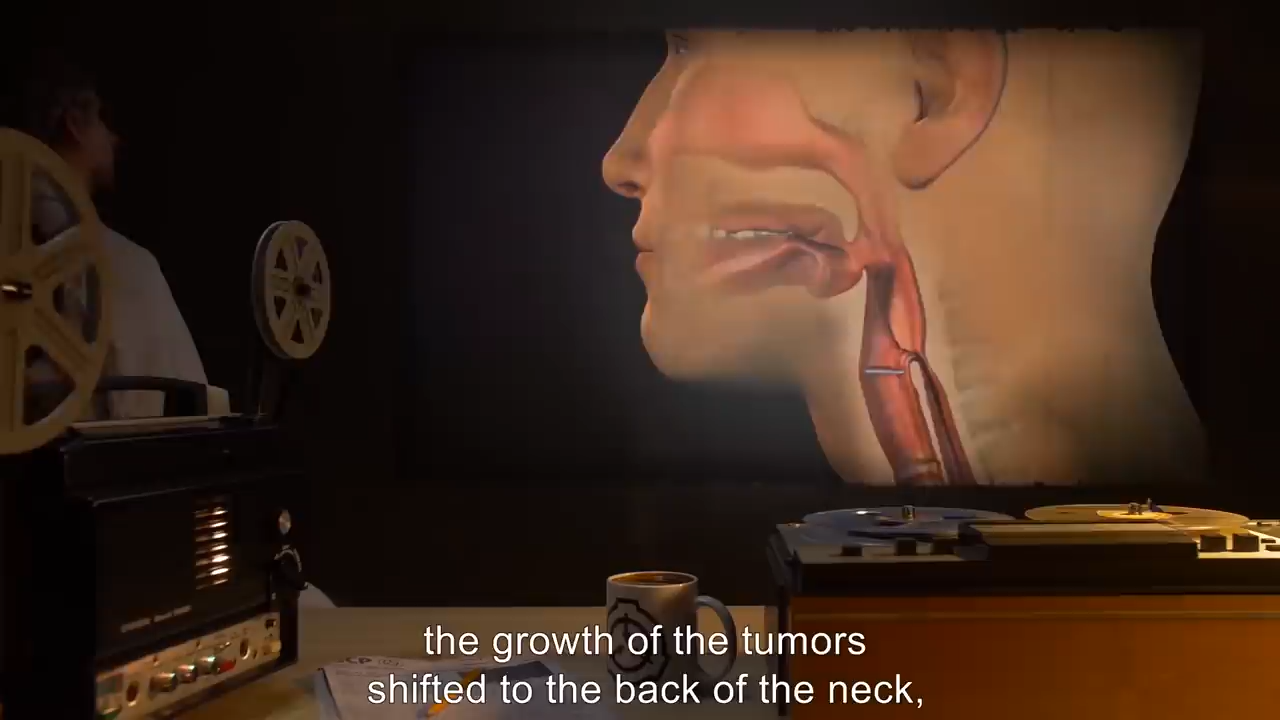 the growth of the tumors
shifted to the back of the neck,